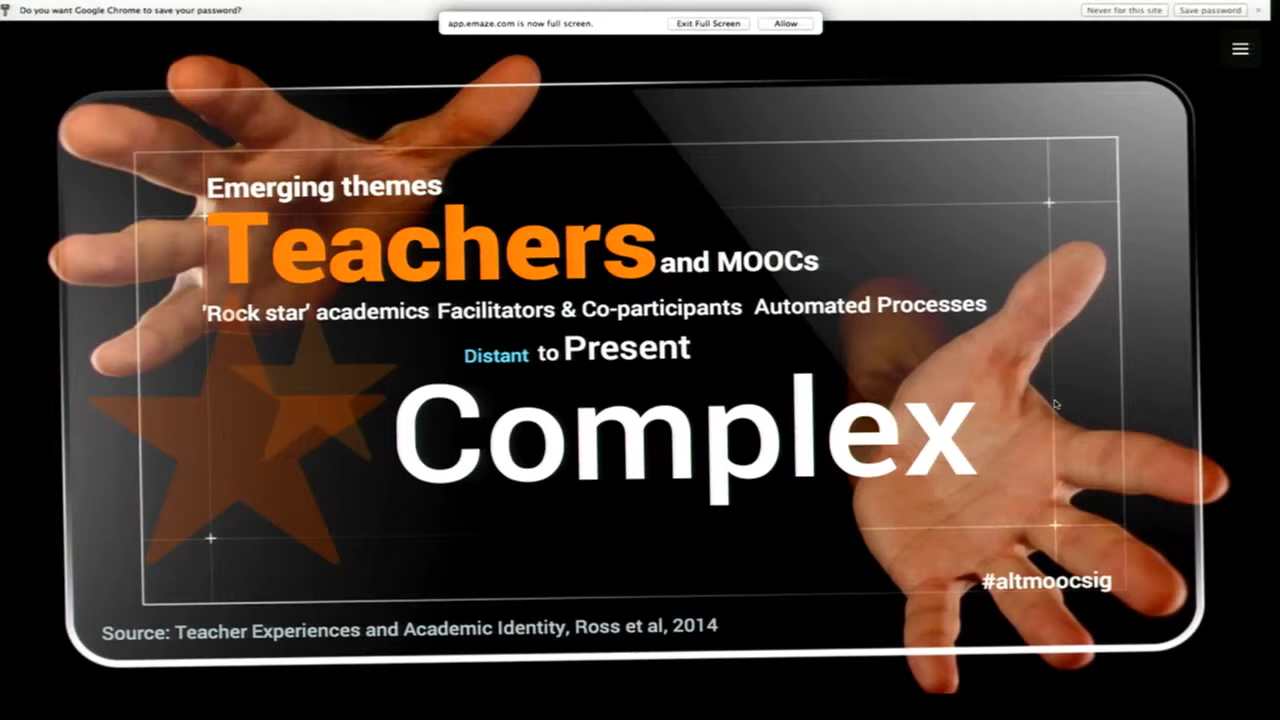 Do you want Google Chrome to save your password?
Never for this site
Save password
app.emaze.com is now full screen.
Exit Full Screen
Allow
Emerging themes
Teachers and MOOCs
'Rock star' academics Facilitators & Co-participants Automated Processes
Distant to Present
Complex
#altmoocsig
Source: Teacher Experiences and Academic Identity, Ross et al, 2014